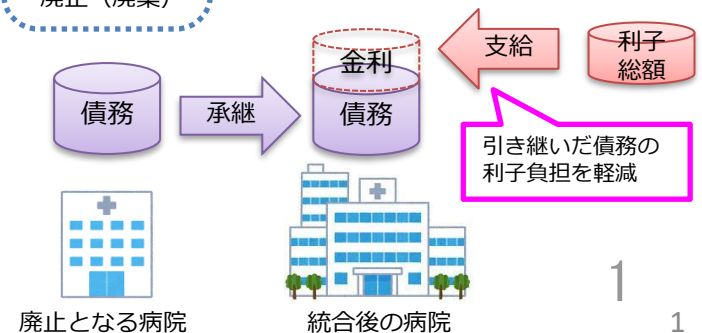 廃止（廃業）
支給
利子
総額
金利
債務
承継
債務
引き継いだ債務の
利子負担を軽減
廃止となる病院
統合後の病院
1
1